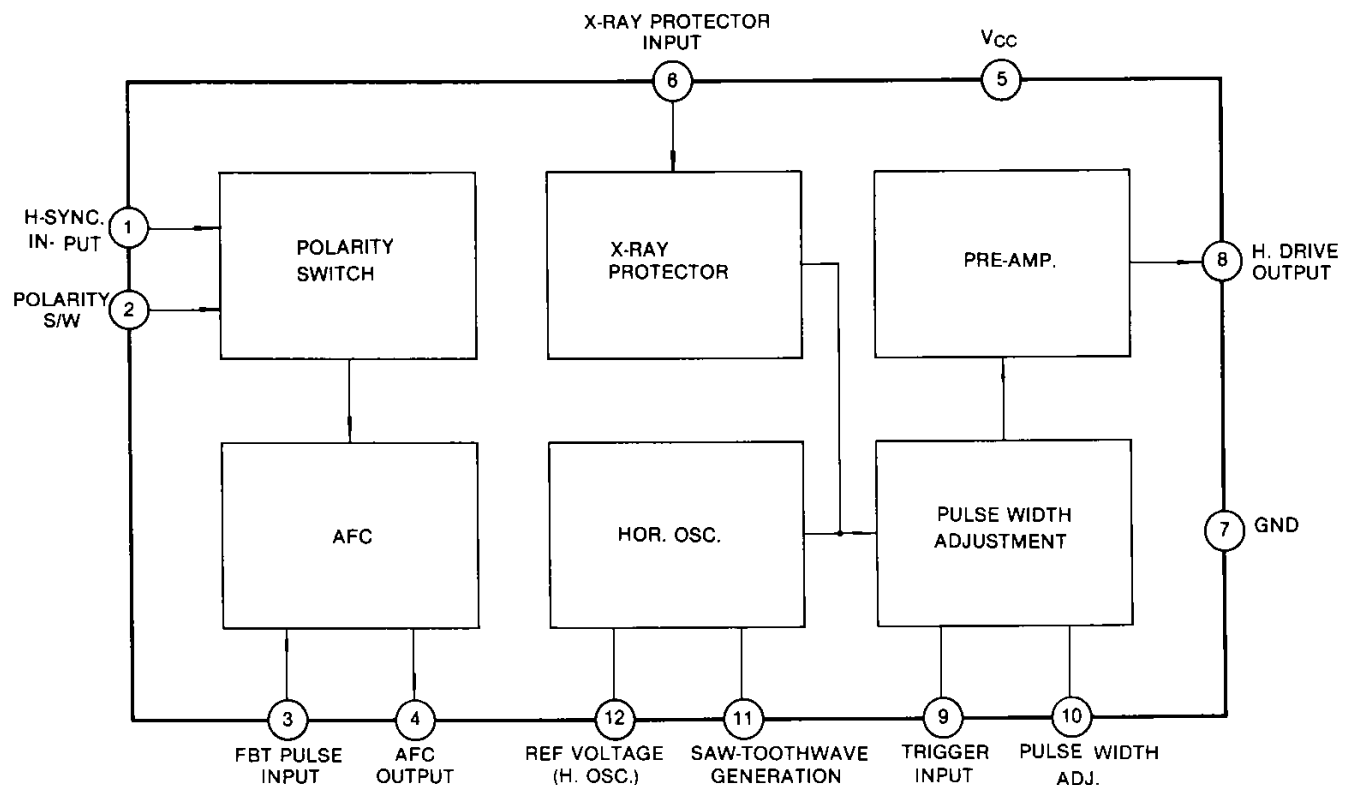 X-RAY PROTECTOR
INPUT
VCC
6
5
H-SYNC.
IN- PUT
1
POLARITY
S/W
2
POLARITY
SWITCH
X-RAY
PROTECTOR
PRE-AMP.
8
H. DRIVE
OUTPUT
AFC
HOR. OSC.
PULSE WIDTH
ADJUSTMENT
7
GND
3
4
12
11
9
10
FBT PULSE
INPUT
AFC
OUTPUT
REF VOLTAGE
(H. OSC.)
SAW-TOOTHWAVE
GENERATION
TRIGGER
INPUT
PULSE WIDTH
ADJ.